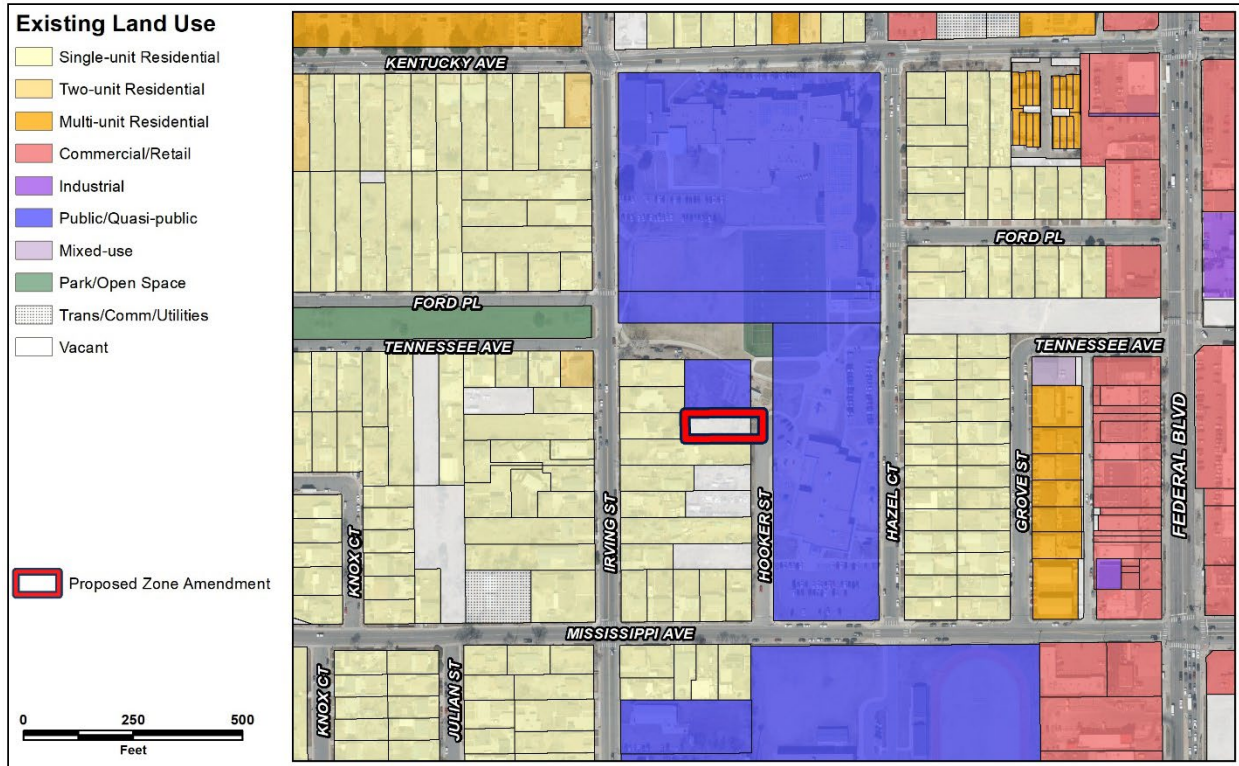 Existing Land Use
Single-unit Residential
Two-unit Residential
Multi-unit Residential
Commercial/Retail
Industrial
Public/Quasi-public
Mixed-use
Park/Open Space
Trans/Comm/Utilities
Vacant
Proposed Zone Amendment
0 250 500
Feet
KENTUCKY AVE
FORD PL
FORD PL
TENNESSEE AVE
TENNESSEE AVE
KNOX CT
IRVING ST
HOOKER ST
HAZEL CT
GROVE ST
FEDERAL BLVD
MISSISSIPPI AVE
KNOX CT
JULIAN ST